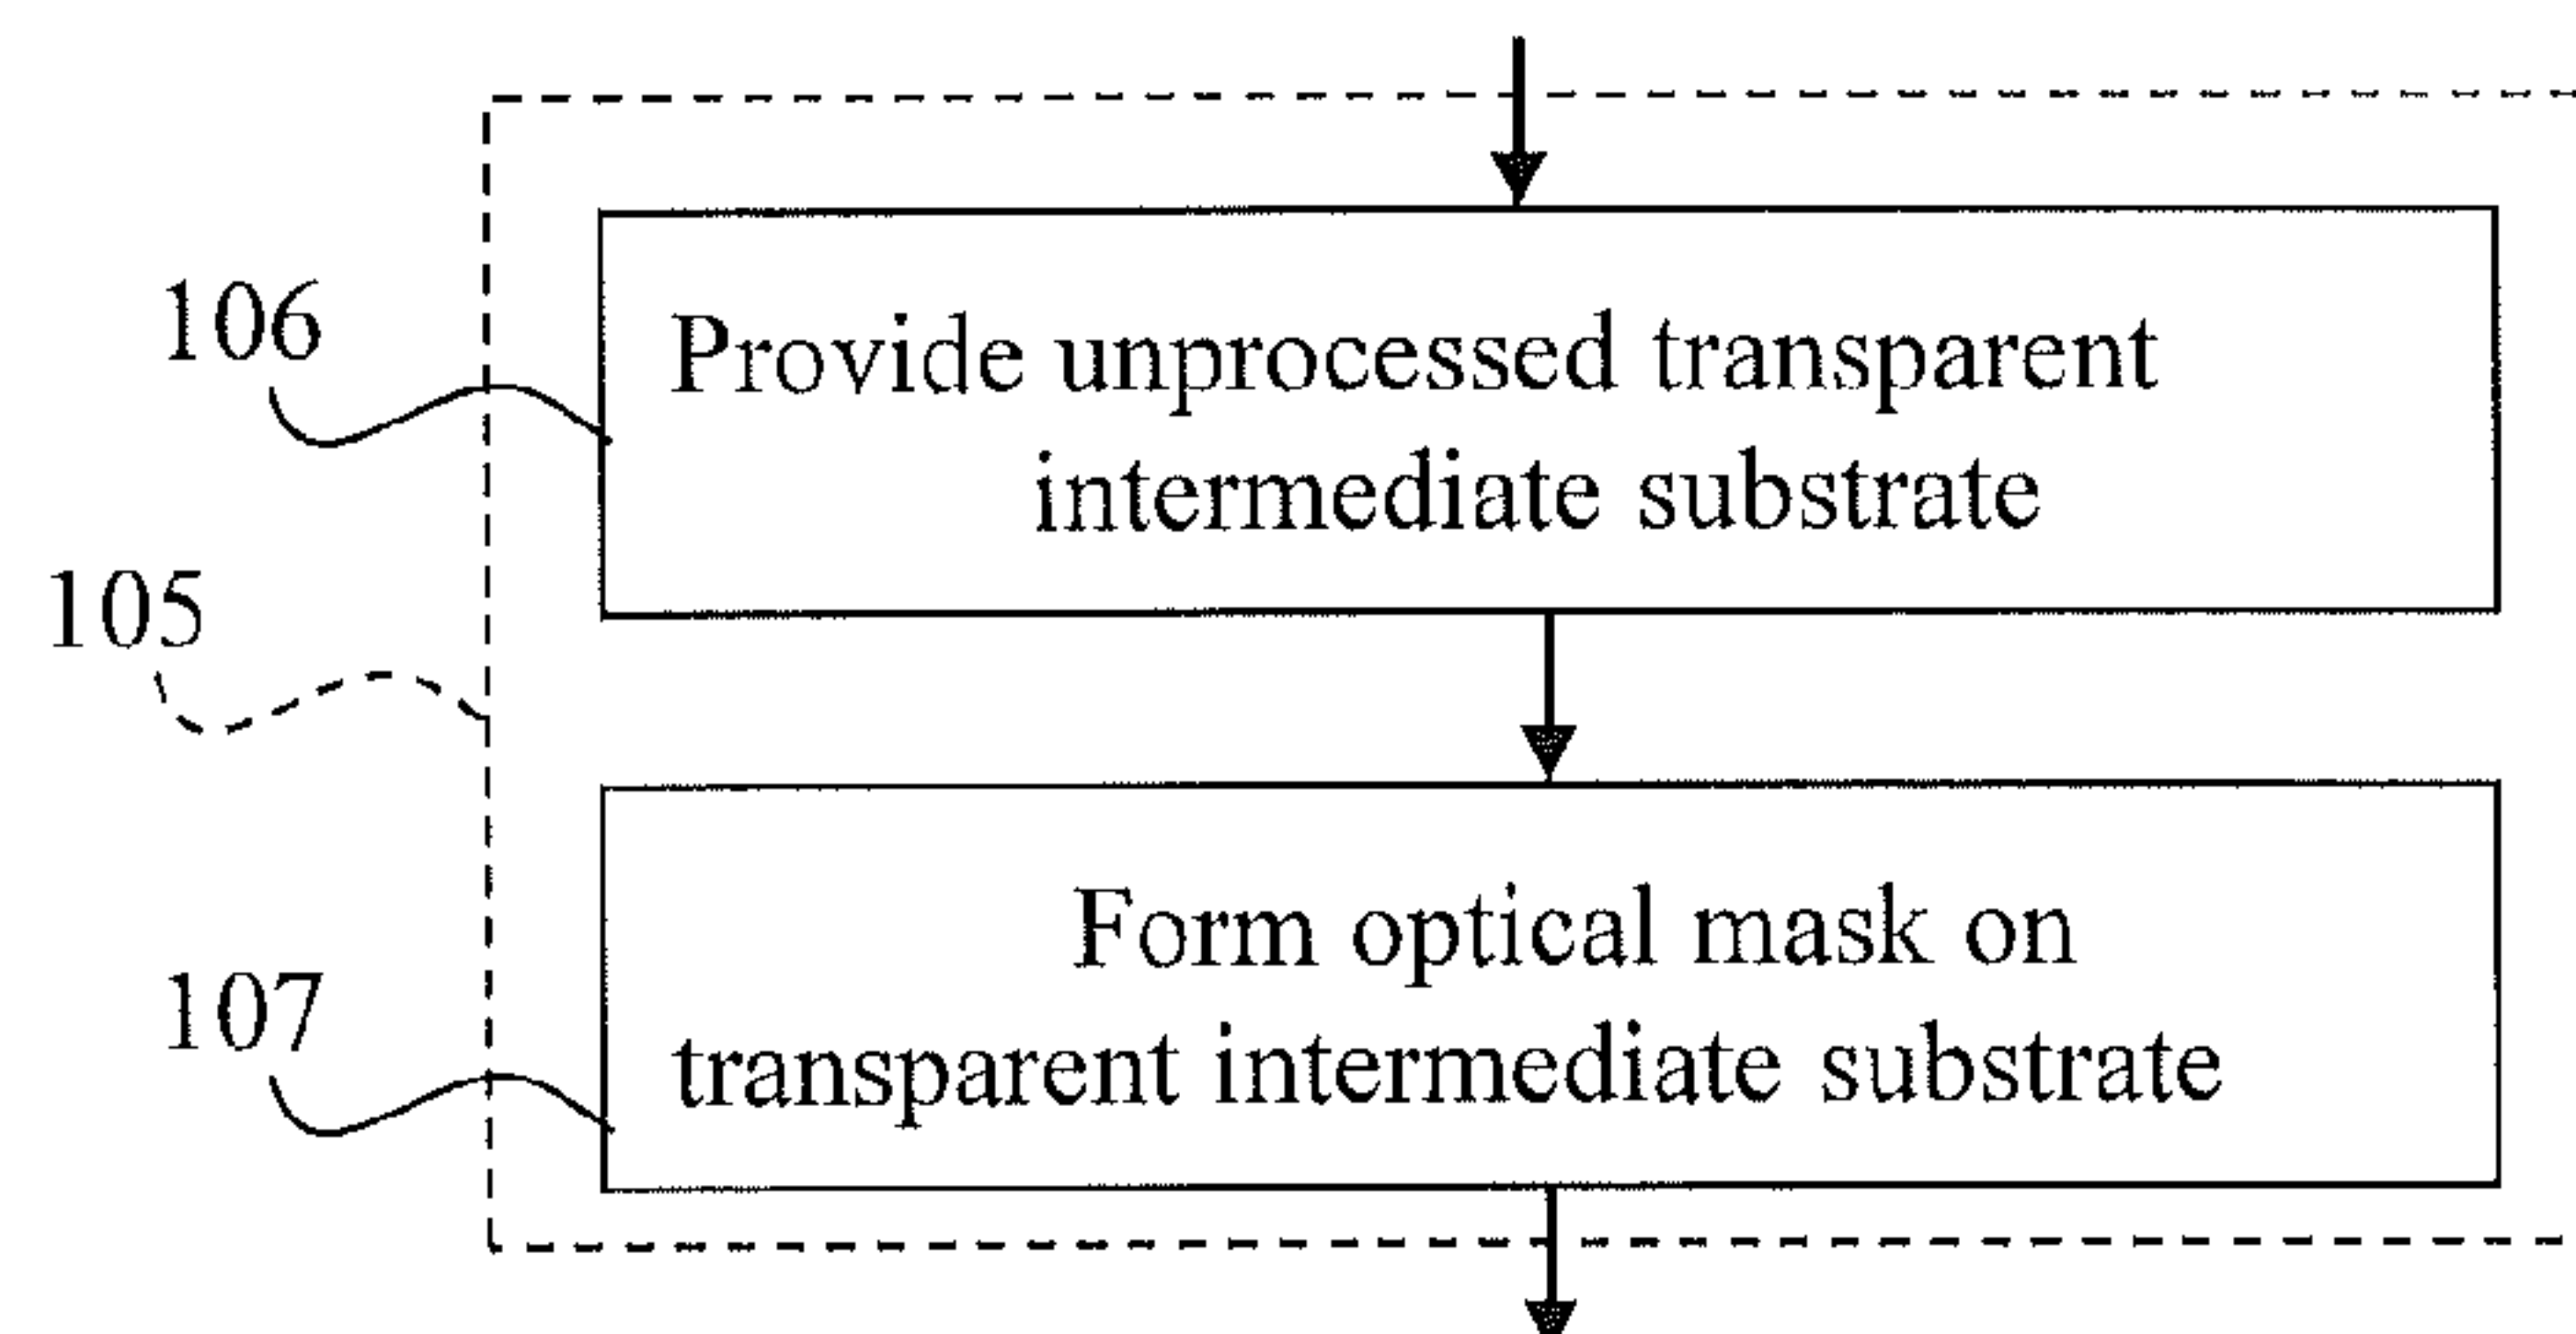 106
Provide unprocessed transparent
intermediate substrate
105
107
Form optical mask on
transparent intermediate substrate